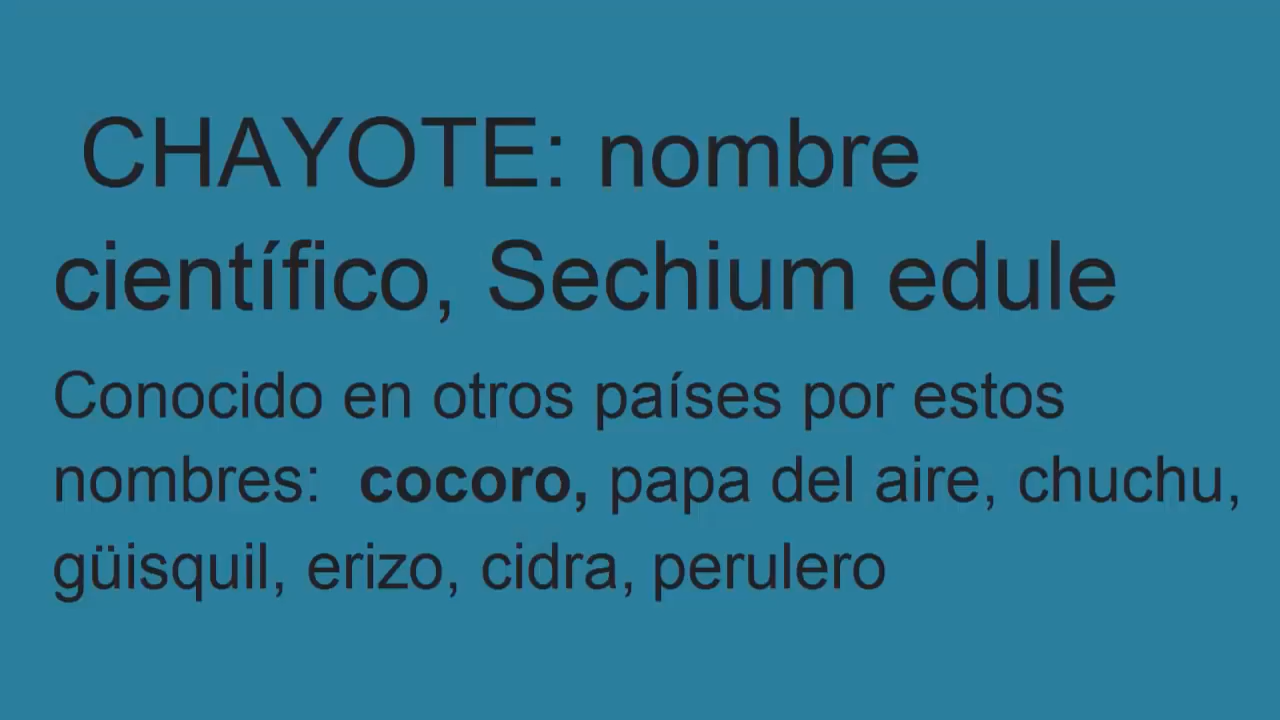 CHAYOTE: nombre
científico, Sechium edule
Conocido en otros países por estos
nombres: cocoro, papa del aire, chuchu,
güisquil, erizo, cidra, perulero